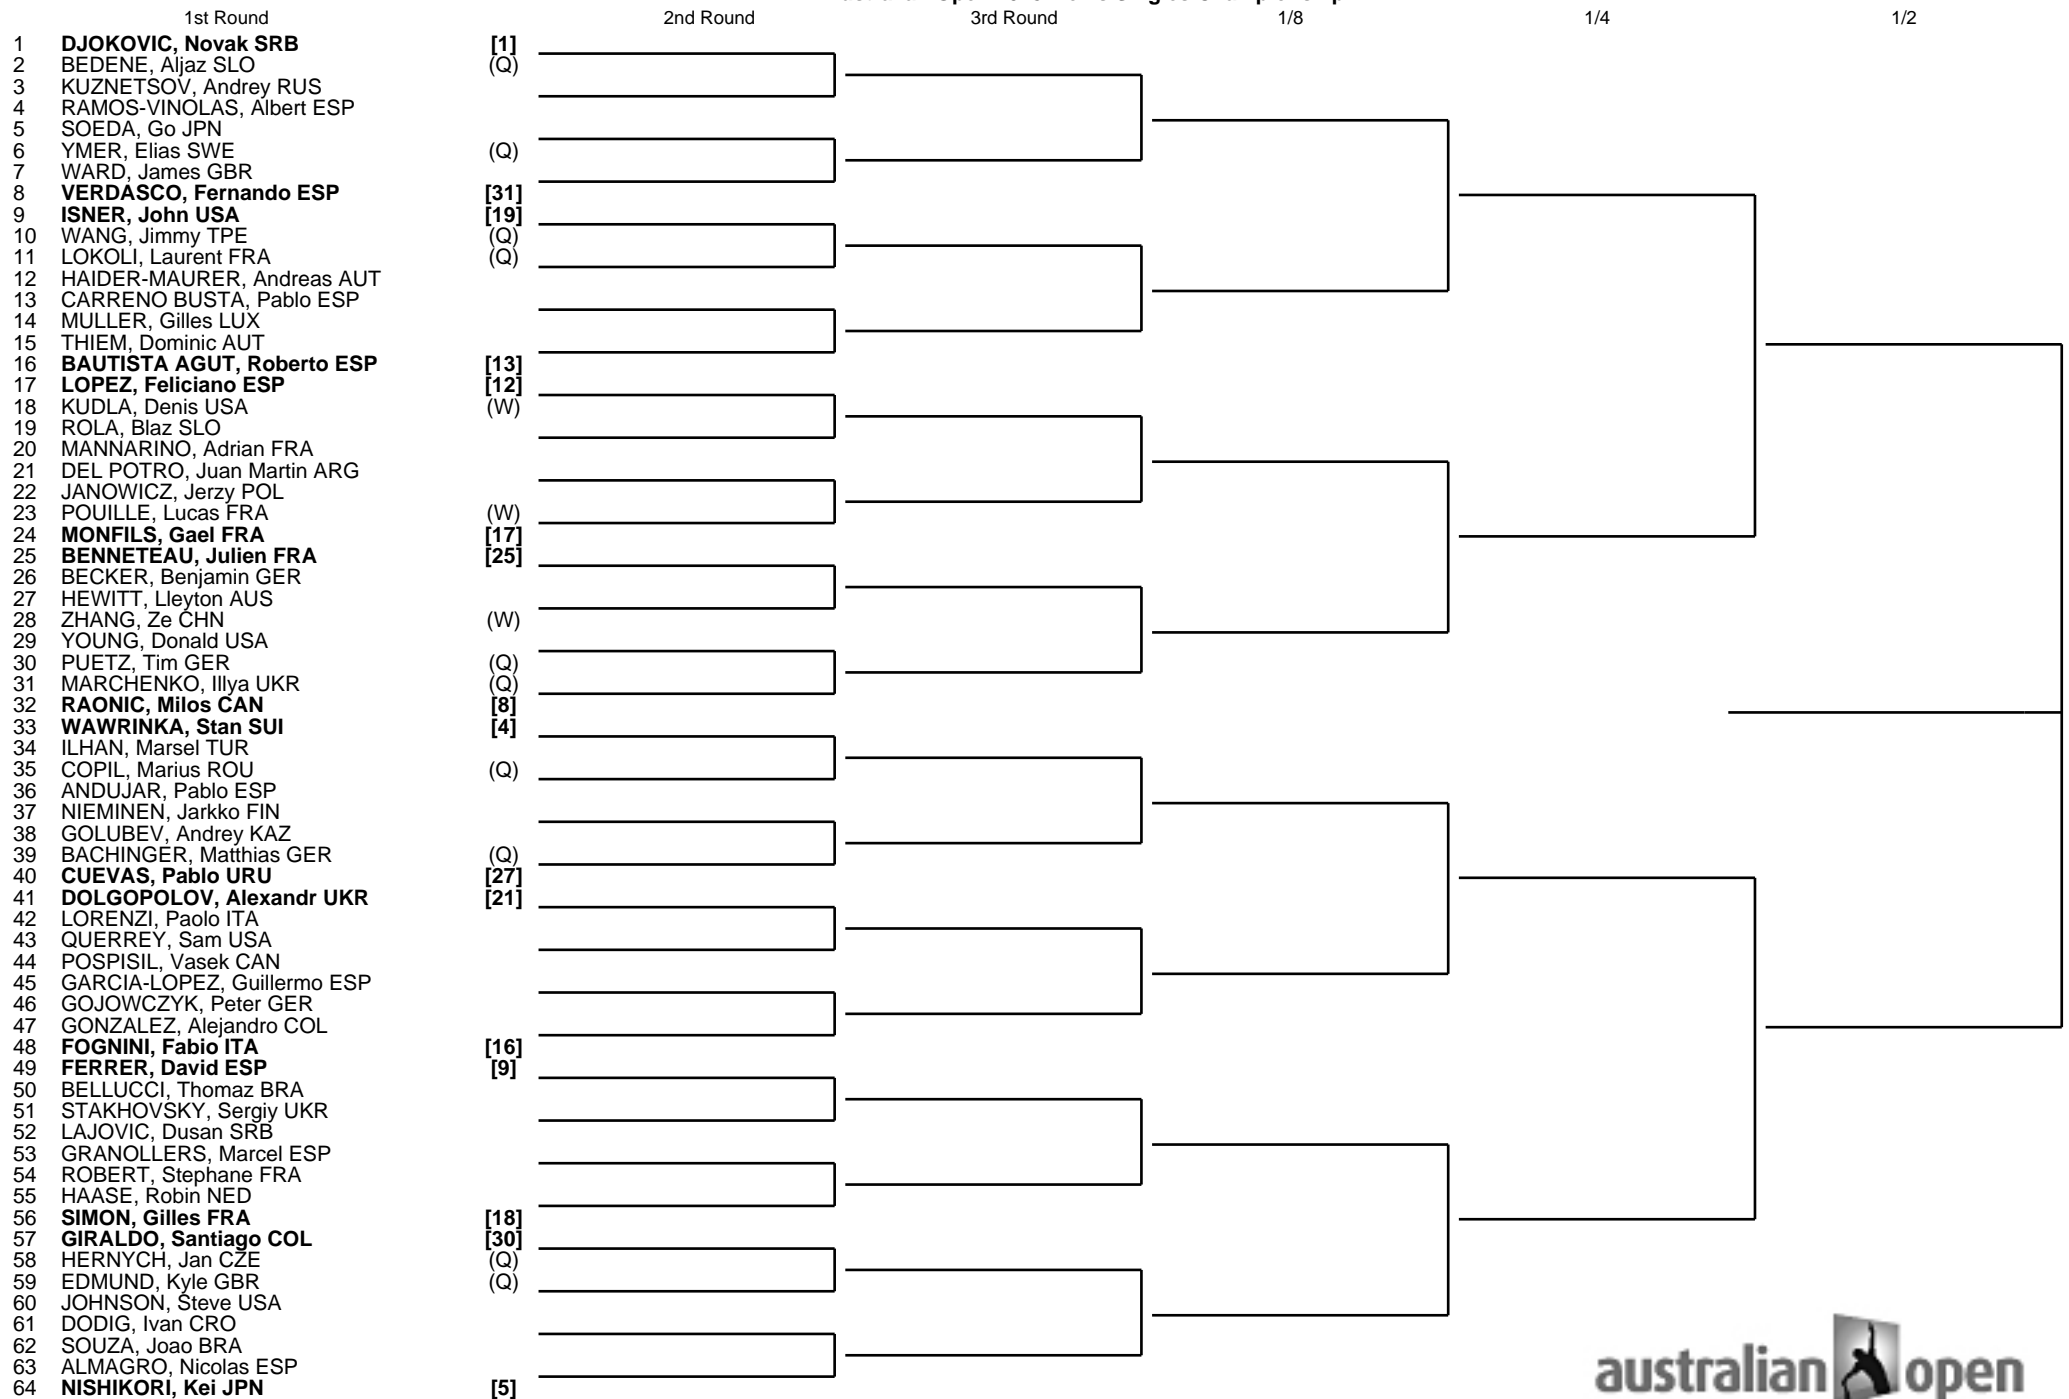 1st Round 2nd Round 3rd Round 1/8 1/4 1/2
1 DJOKOVIC, Novak SRB [1]
2 BEDENE, Aljaz SLO (Q)
3 KUZNETSOV, Andrey RUS
4 RAMOS-VINOLAS, Albert ESP
5 SOEDA, Go JPN
6 YMER, Elias SWE (Q)
7 WARD, James GBR
8 VERDASCO, Fernando ESP [31]
9 ISNER, John USA [19]
10 WANG, Jimmy TPE (Q)
11 LOKOLI, Laurent FRA (Q)
12 HAIDER-MAURER, Andreas AUT
13 CARRENO BUSTA, Pablo ESP
14 MULLER, Gilles LUX
15 THIEM, Dominic AUT
16 BAUTISTA AGUT, Roberto ESP [13]
17 LOPEZ, Feliciano ESP [12]
18 KUDLA, Denis USA (W)
19 ROLA, Blaz SLO
20 MANNARINO, Adrian FRA
21 DEL POTRO, Juan Martin ARG
22 JANOWICZ, Jerzy POL
23 POUILLE, Lucas FRA (W)
24 MONFILS, Gael FRA [17]
25 BENNETEAU, Julien FRA [25]
26 BECKER, Benjamin GER
27 HEWITT, Lleyton AUS
28 ZHANG, Ze CHN (W)
29 YOUNG, Donald USA
30 PUETZ, Tim GER (Q)
31 MARCHENKO, Illya UKR (Q)
32 RAONIC, Milos CAN [8]
33 WAWRINKA, Stan SUI [4]
34 ILHAN, Marsel TUR
35 COPIL, Marius ROU (Q)
36 ANDUJAR, Pablo ESP
37 NIEMINEN, Jarkko FIN
38 GOLUBEV, Andrey KAZ
39 BACHINGER, Matthias GER (Q)
40 CUEVAS, Pablo URU [27]
41 DOLGOPOLOV, Alexandr UKR [21]
42 LORENZI, Paolo ITA
43 QUERREY, Sam USA
44 POSPISIL, Vasek CAN
45 GARCIA-LOPEZ, Guillermo ESP
46 GOJOWCZYK, Peter GER
47 GONZALEZ, Alejandro COL
48 FOGNINI, Fabio ITA [16]
49 FERRER, David ESP [9]
50 BELLUCCI, Thomaz BRA
51 STAKHOVSKY, Sergiy UKR
52 LAJOVIC, Dusan SRB
53 GRANOLLERS, Marcel ESP
54 ROBERT, Stephane FRA
55 HAASE, Robin NED
56 SIMON, Gilles FRA [18]
57 GIRALDO, Santiago COL [30]
58 HERNYCH, Jan CZE (Q)
59 EDMUND, Kyle GBR (Q)
60 JOHNSON, Steve USA
61 DODIG, Ivan CRO
62 SOUZA, Joao BRA
63 ALMAGRO, Nicolas ESP
64 NISHIKORI, Kei JPN [5]
australian open